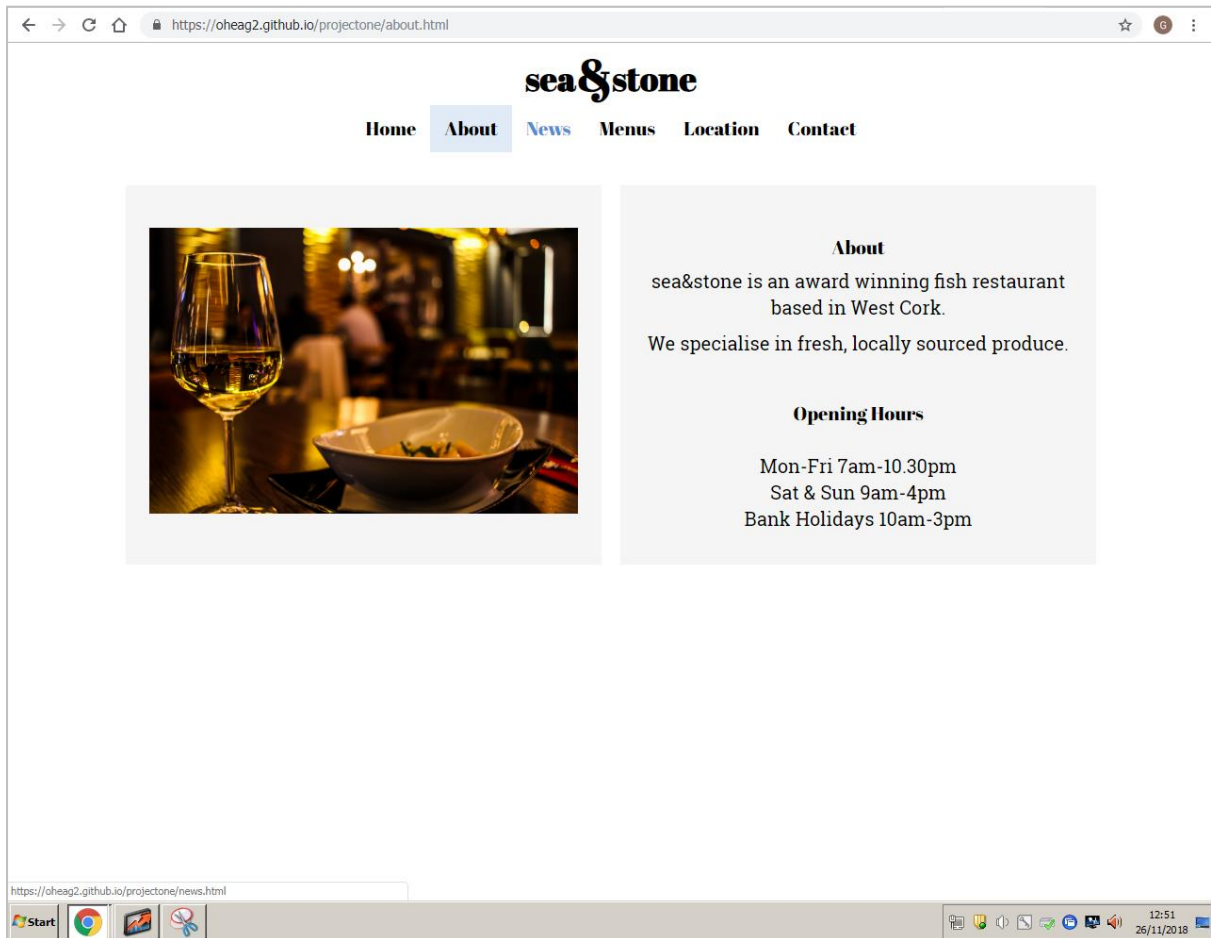 https://oheag2.github.io/projectone/about.html
G
sea&stone
Home About News Menus Location Contact
About
sea&stone is an award winning fish restaurant
based in West Cork.
We specialise in fresh, locally sourced produce.
Opening Hours
Mon-Fri 7am-10.30pm
Sat & Sun 9am-4pm
Bank Holidays 10am-3pm
https://oheag2.github.io/projectone/news.html
Start
12:51
26/11/2018